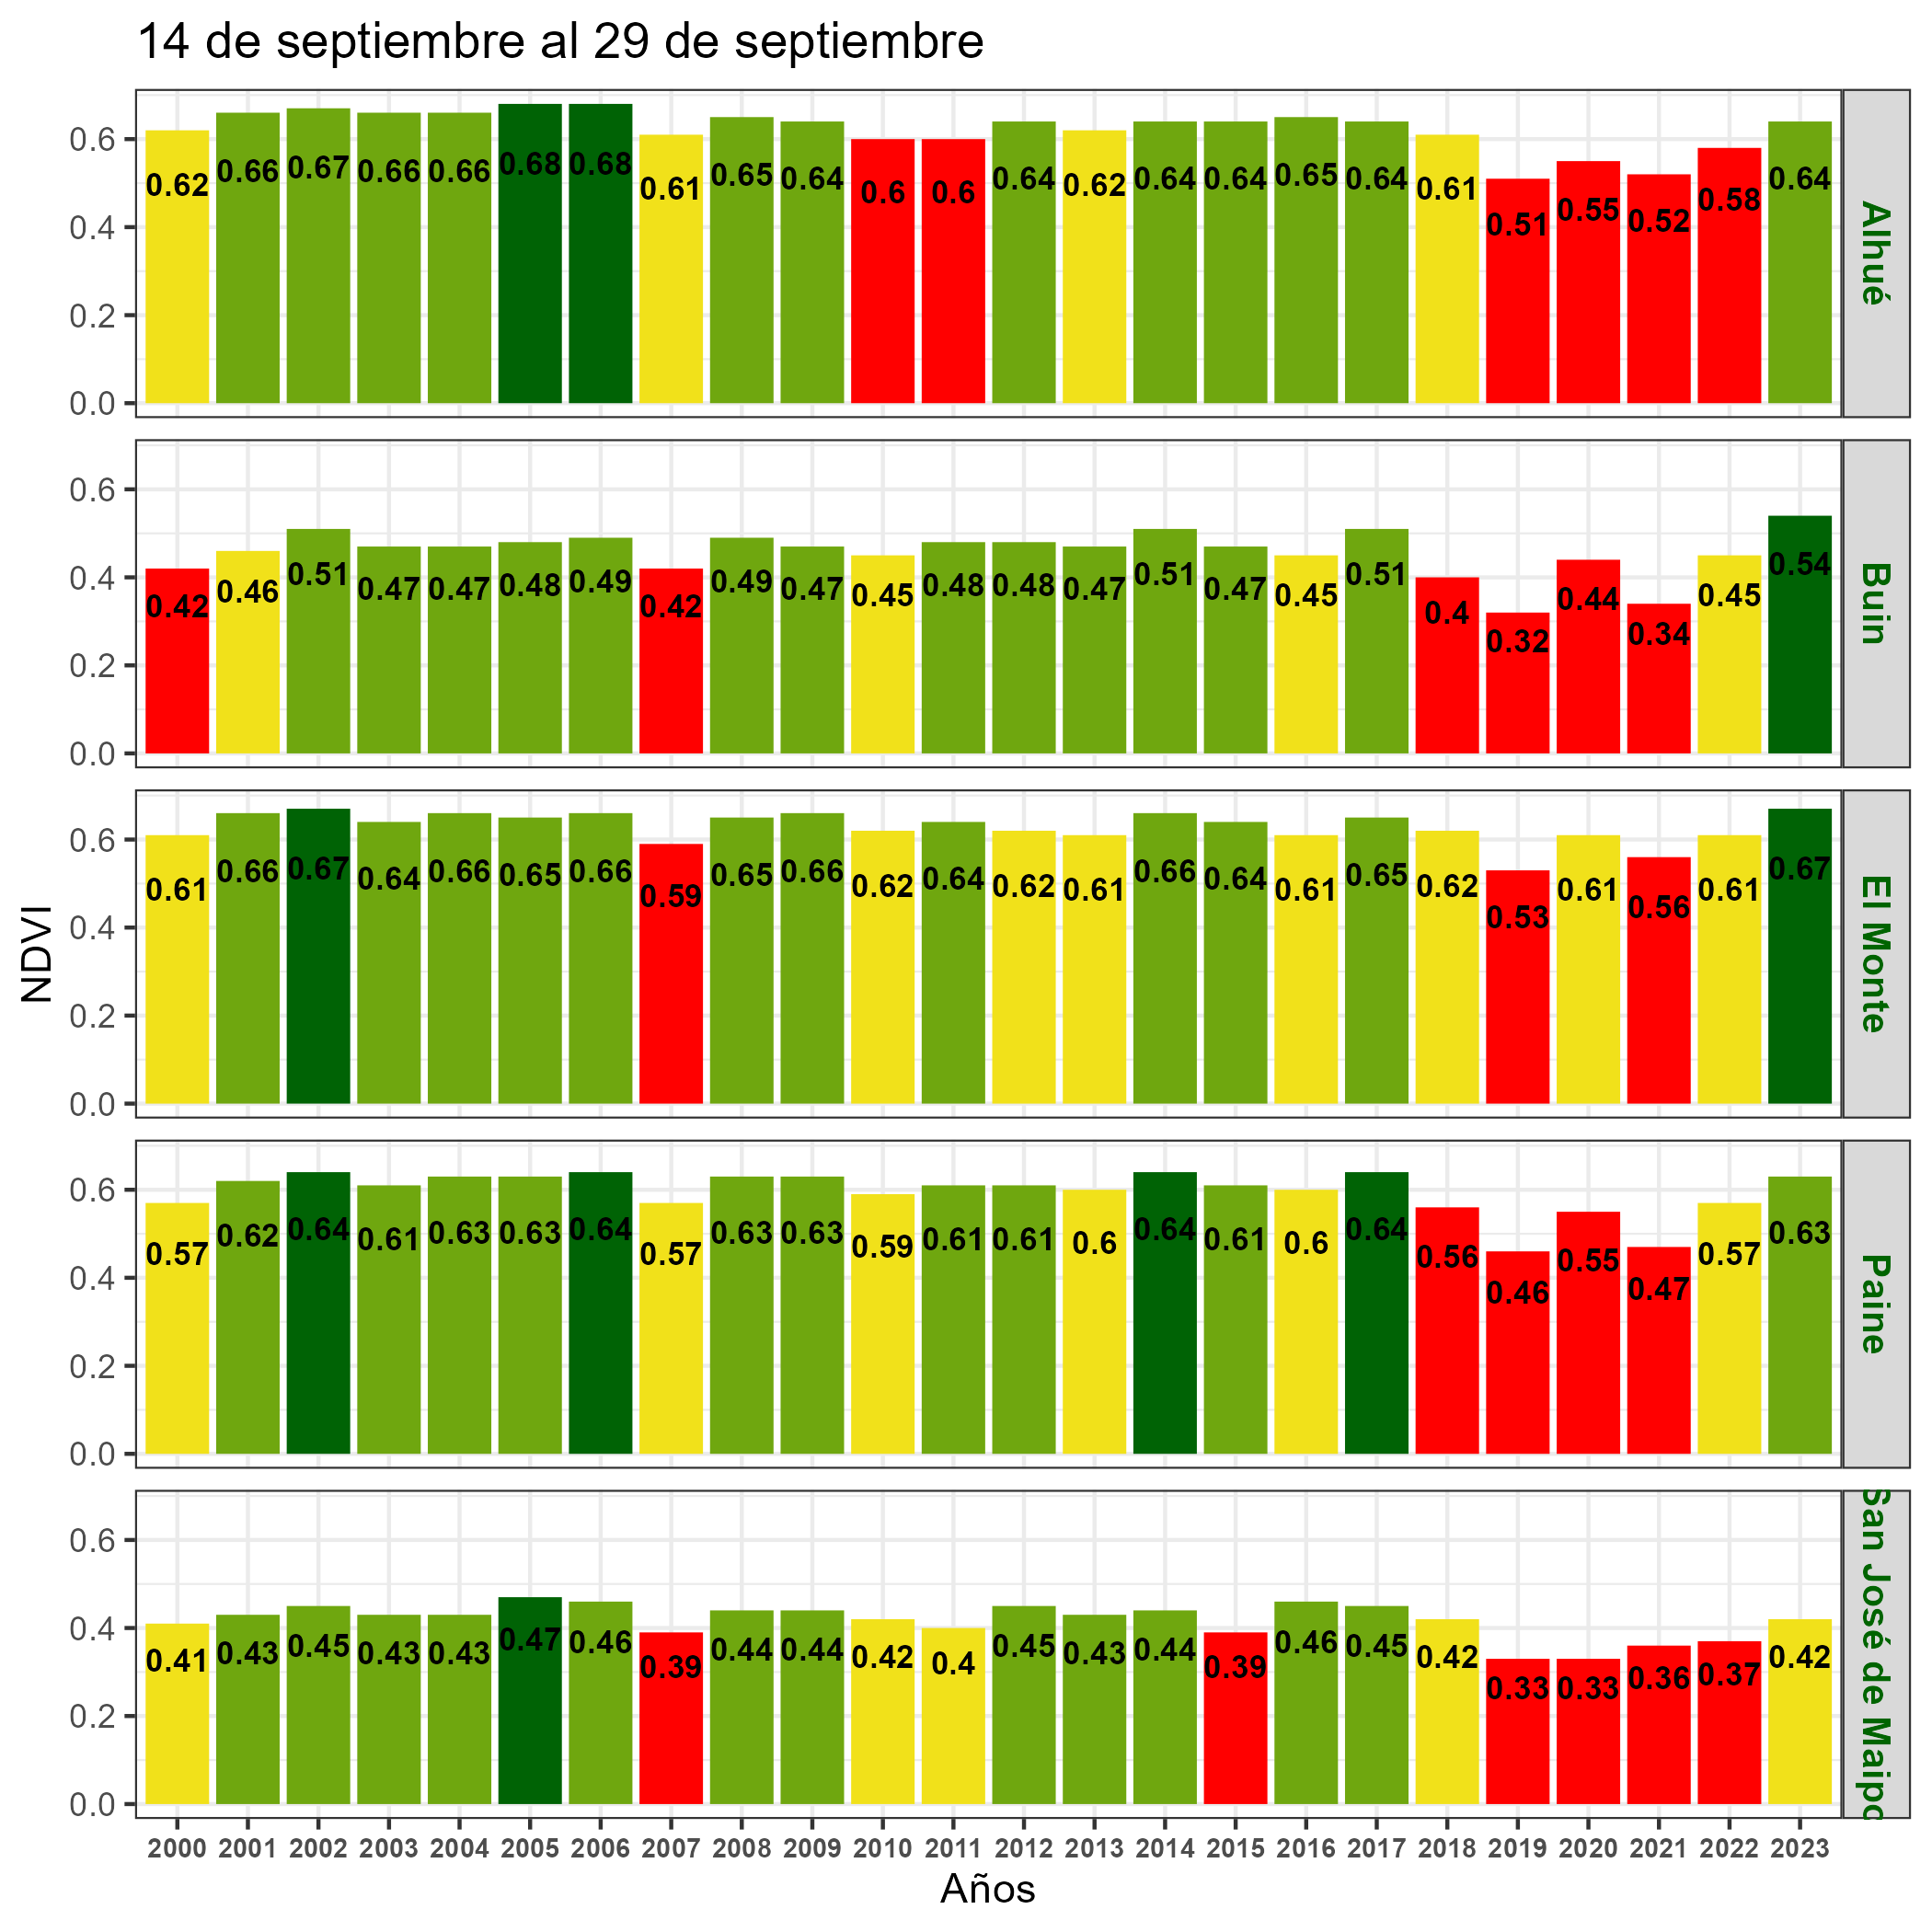 14 de septiembre al 29 de septiembre
0.6
0.4
0.2
0.0
0.62 0.66 0.67 0.66 0.66 0.68 0.68 0.61 0.65 0.64 0.6 0.6 0.64 0.62 0.64 0.64 0.65 0.64 0.61 0.51 0.55 0.52 0.58 0.64
Alhué
0.6
0.4
0.2
0.0
0.42 0.46 0.51 0.47 0.47 0.48 0.49 0.42 0.49 0.47 0.45 0.48 0.48 0.47 0.51 0.47 0.45 0.51 0.4 0.32 0.44 0.34 0.45 0.54
Buin
NDVI
0.6
0.4
0.2
0.0
0.61 0.66 0.67 0.64 0.66 0.65 0.66 0.59 0.65 0.66 0.62 0.64 0.62 0.61 0.66 0.64 0.61 0.65 0.62 0.53 0.61 0.56 0.61 0.67
El Monte
0.6
0.4
0.2
0.0
0.57 0.62 0.64 0.61 0.63 0.63 0.64 0.57 0.63 0.63 0.59 0.61 0.61 0.6 0.64 0.61 0.6 0.64 0.56 0.46 0.55 0.47 0.57 0.63
Paine
0.6
0.4
0.2
0.0
0.41 0.43 0.45 0.43 0.43 0.47 0.46 0.39 0.44 0.44 0.42 0.4 0.45 0.43 0.44 0.39 0.46 0.45 0.42 0.33 0.33 0.36 0.37 0.42
San José de Maipo
2000 2001 2002 2003 2004 2005 2006 2007 2008 2009 2010 2011 2012 2013 2014 2015 2016 2017 2018 2019 2020 2021 2022 2023
Años